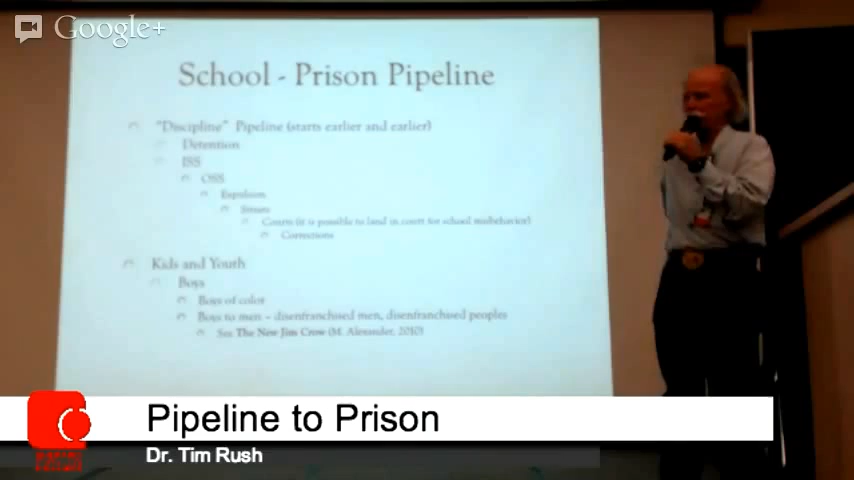 Google+
School - Prison Pipeline
"Discipline" Pipeline (starts earlier and earlier)
Detention
ISS
OSS
Expulsion
Courts (it is possible to land in court for school misbehavior)
Corrections
Kids and Youth
Boys
Boys of color
Boys to men – disenfranchised men, disenfranchised peoples
See The New Jim Crow (M. Alexander, 2010)
Pipeline to Prison
Dr. Tim Rush